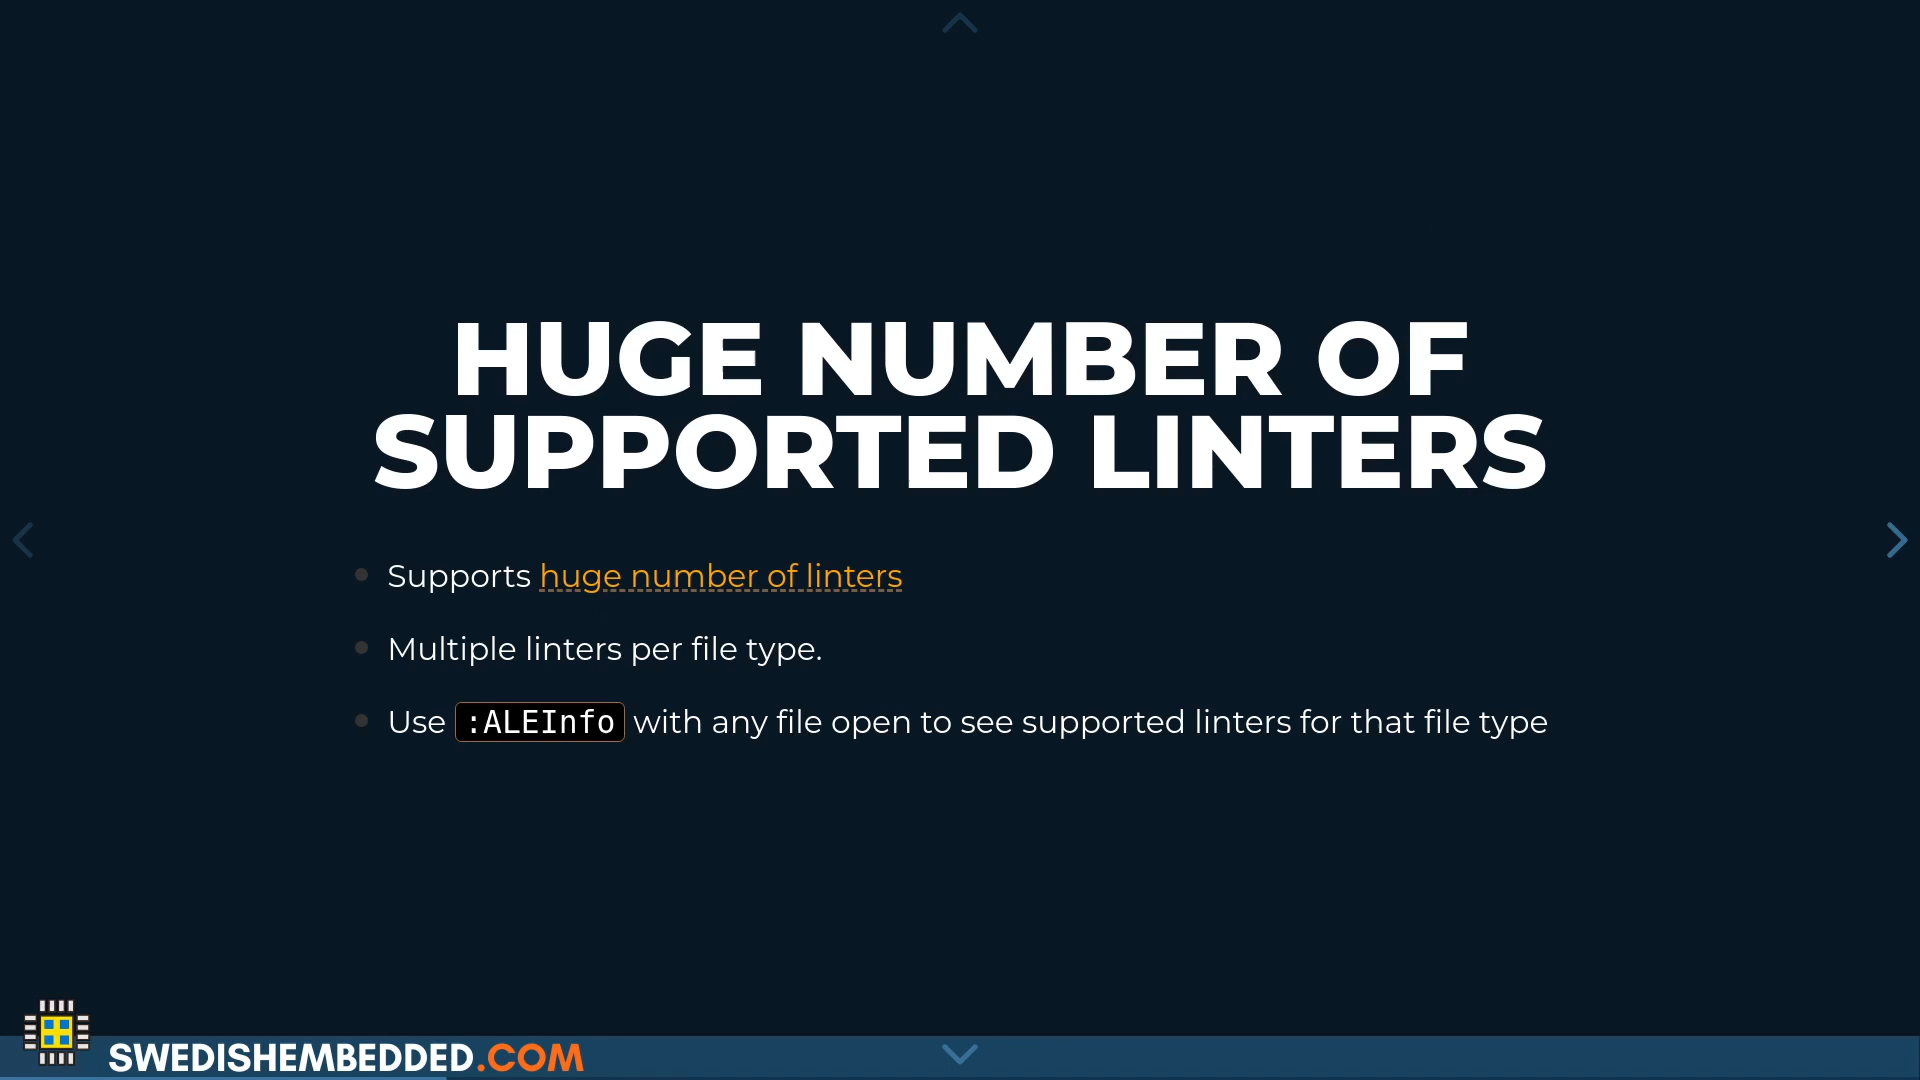 HUGE NUMBER OF
SUPPORTED LINTERS
Supports huge number of linters
Multiple linters per file type.
Use :ALEInfo with any file open to see supported linters for that file type
SWEDISHEMBEDDED.COM